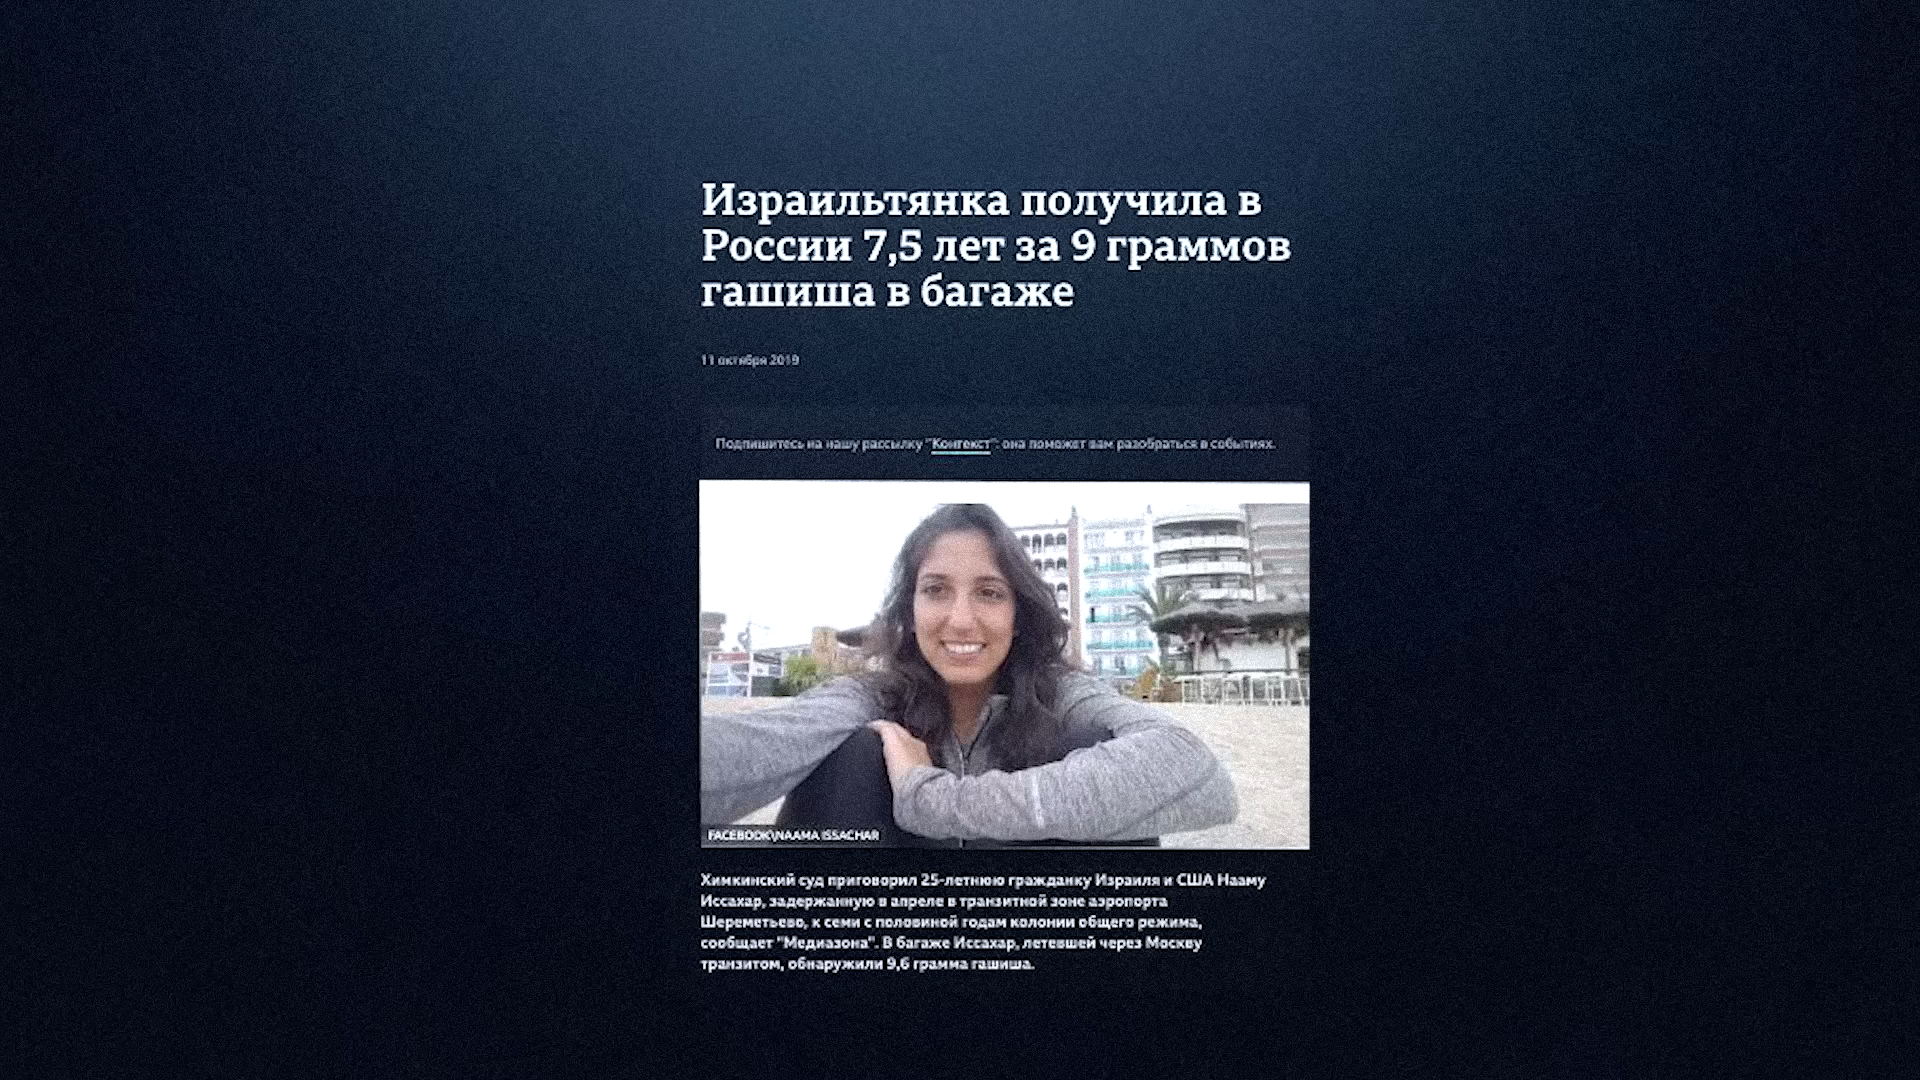 Израильтянка получила в
России 7,5 лет за 9 граммов
гашиша в багаже
11 октября 2019
Подпишитесь на нашу рассылку "Контекст": она поможет вам разобраться в событиях.
FACEBOOK\NAAMA ISSACHAR
Химкинский суд приговорил 25-летнюю гражданку Израиля и США Нааму
Иссахар, задержанную в апреле в транзитной зоне аэропорта
Шереметьево, к семи с половиной годам колонии общего режима,
сообщает "Медиазона". В багаже Иссахар, летевшей через Москву
транзитом, обнаружили 9,6 грамма гашиша.